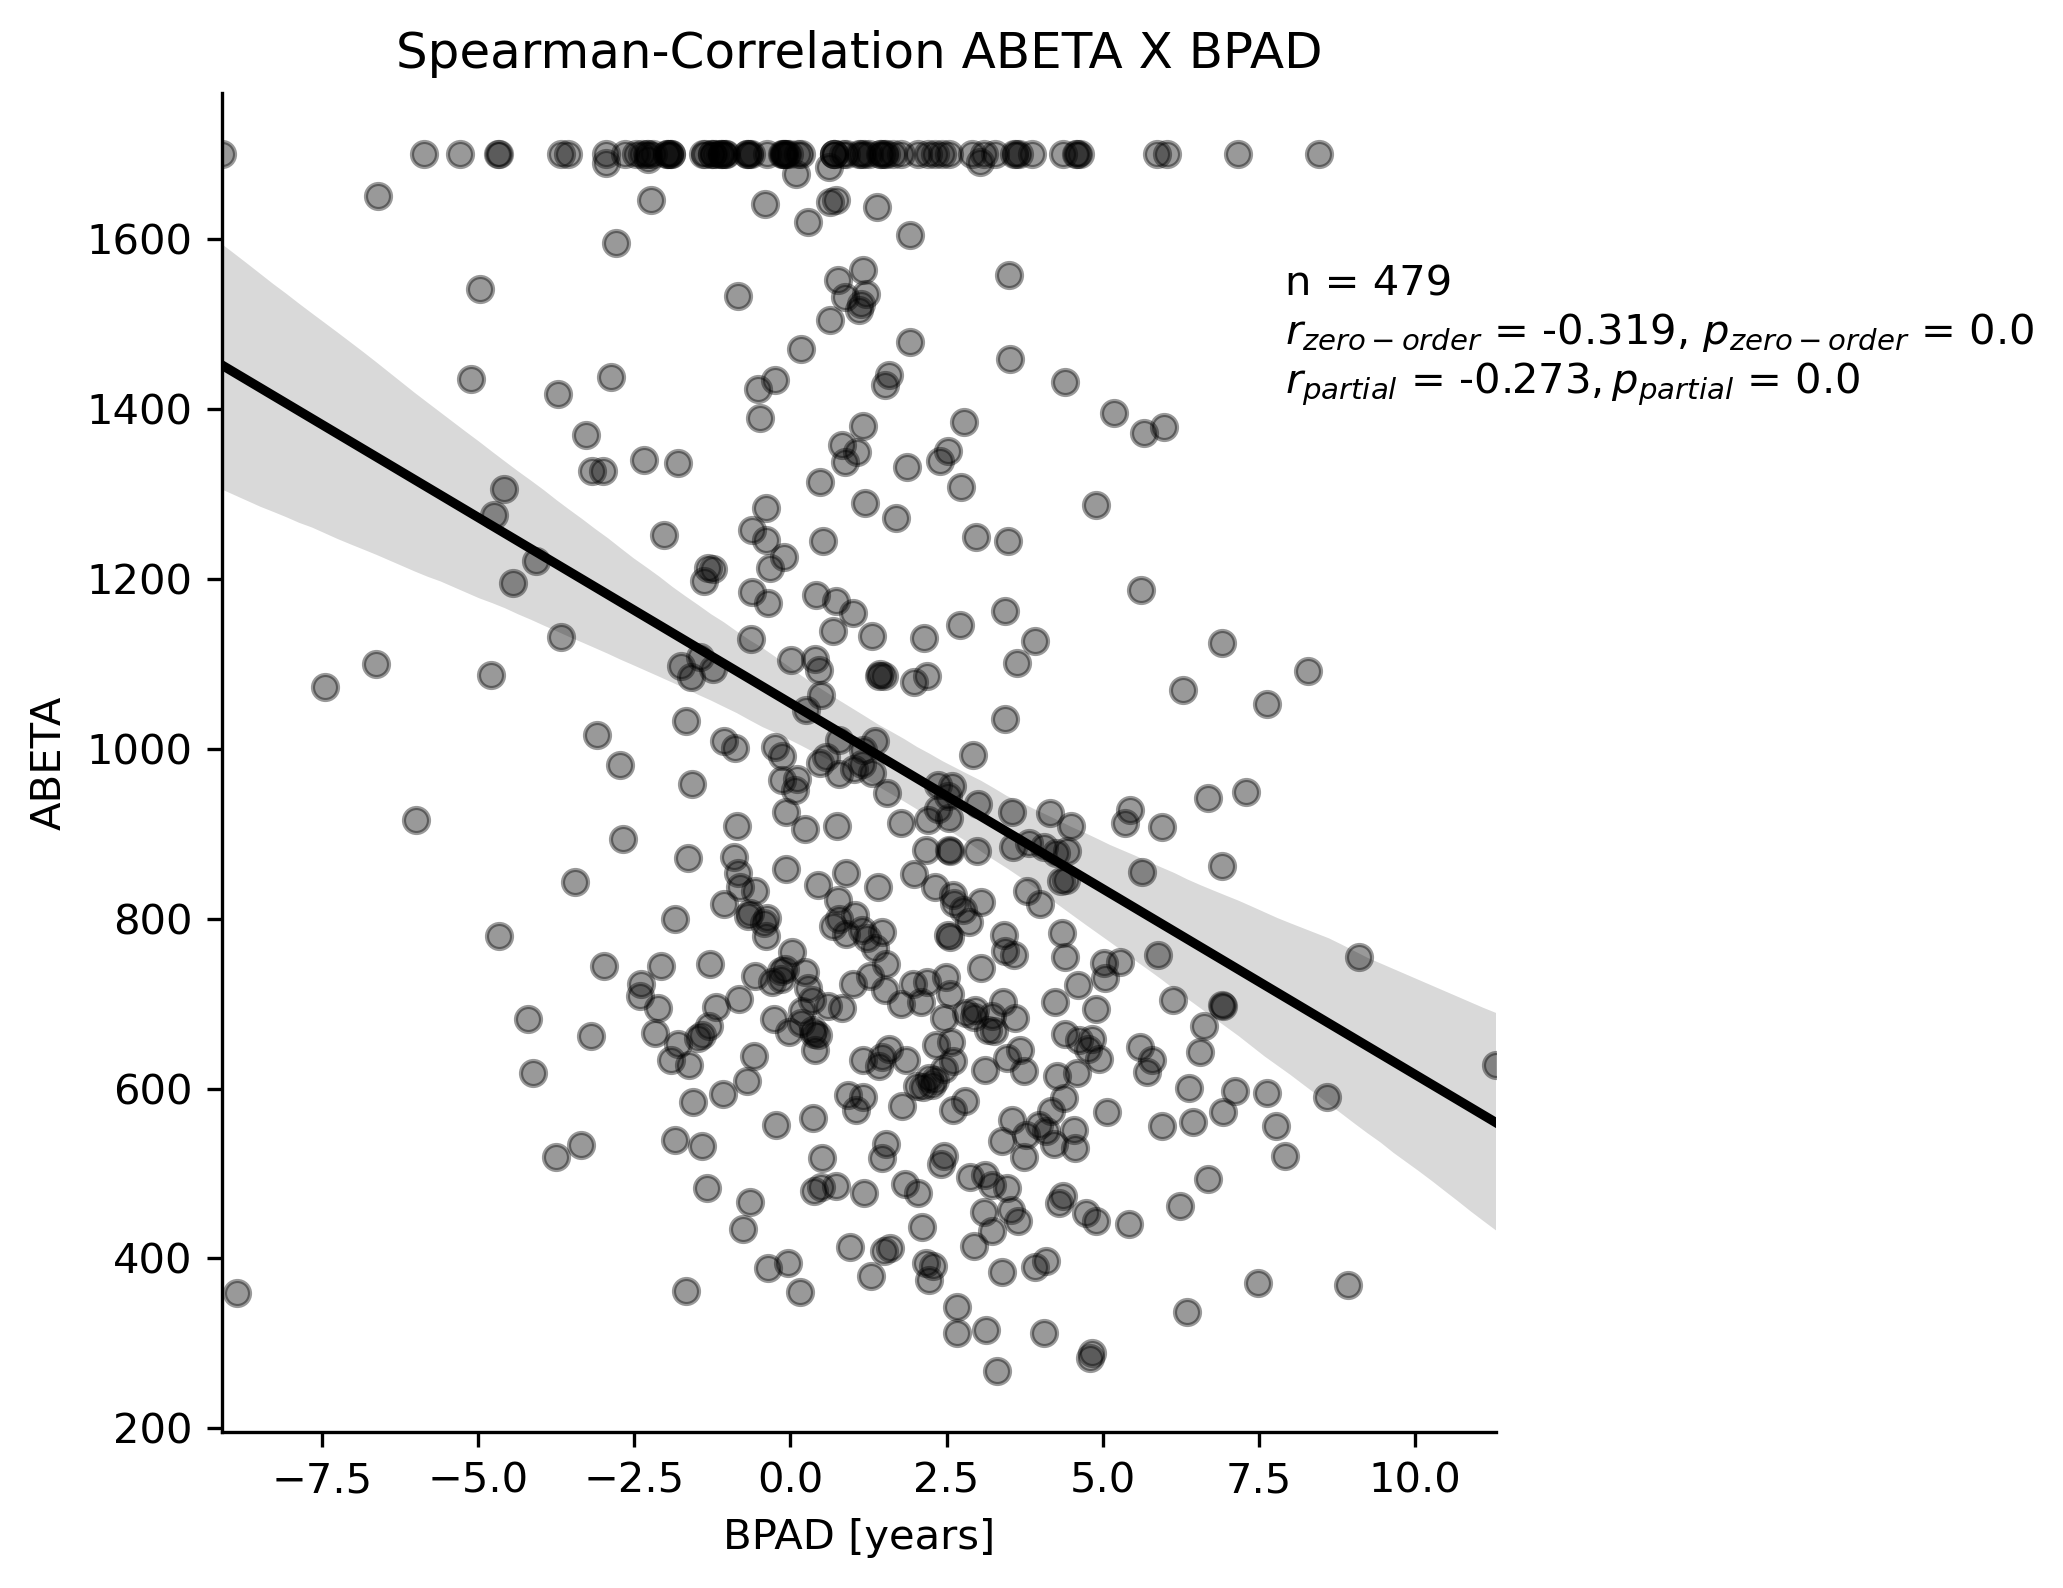 Spearman-Correlation ABETA X BPAD
n = 479
r_zero−order = -0.319, p_zero−order = 0.0
r_partial = -0.273, p_partial = 0.0
1600
1400
1200
1000
800
600
400
200
ABETA
−7.5 −5.0 −2.5 0.0 2.5 5.0 7.5 10.0
BPAD [years]